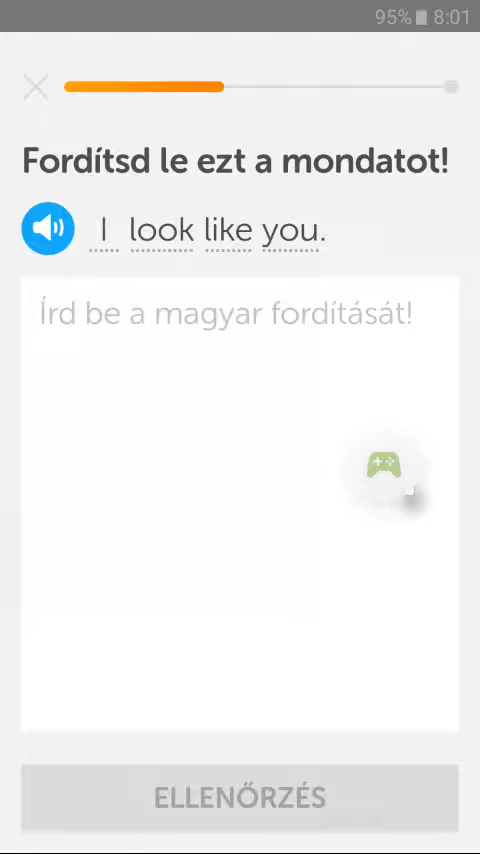 95% 8:01
Fordítsd le ezt a mondatot!
I look like you.
Írd be a magyar fordítását!
ELLENŐRZÉS